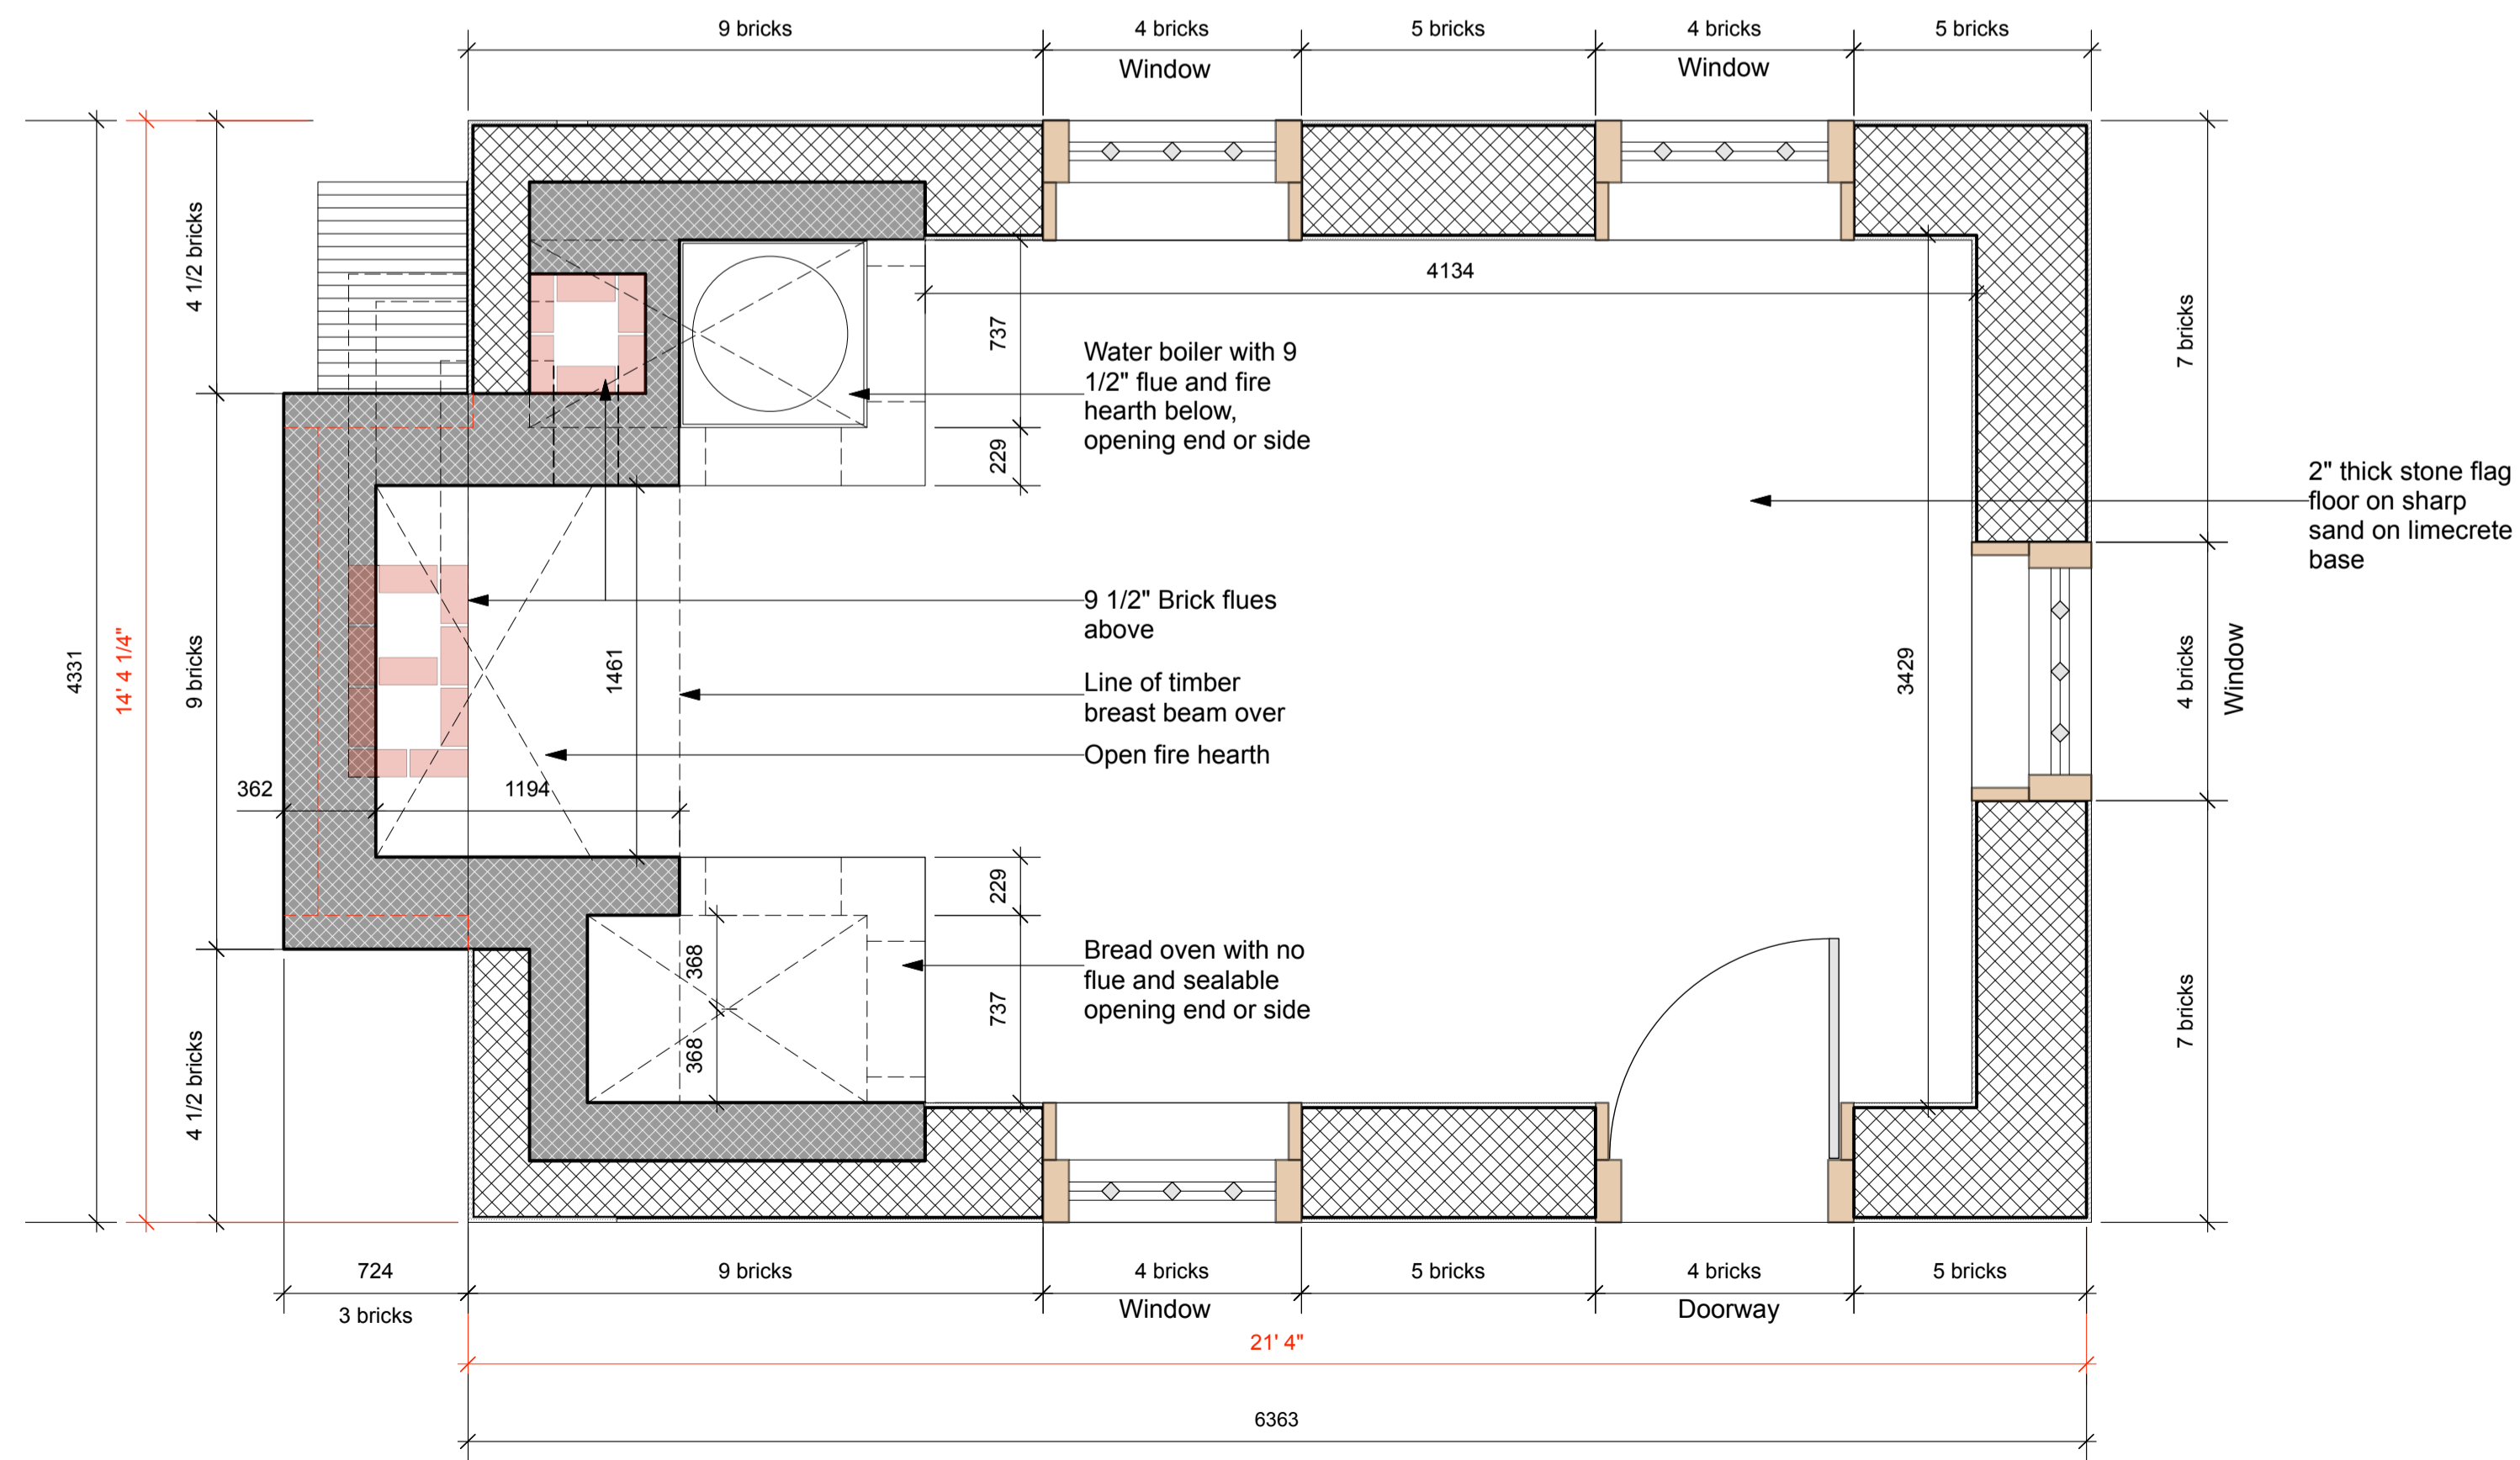 9 bricks
4 bricks
5 bricks
4 bricks
5 bricks
Window
Window
4 1/2 bricks
4134
737
7 bricks
Water boiler with 9
1/2" flue and fire
hearth below,
opening end or side
229
2" thick stone flag
floor on sharp
sand on limecrete
base
4331
14' 4 1/4"
9 bricks
1461
9 1/2" Brick flues
above
3429
4 bricks
Window
Line of timber
breast beam over
Open fire hearth
362
1194
229
368
Bread oven with no
flue and sealable
opening end or side
737
368
4 1/2 bricks
7 bricks
724
9 bricks
4 bricks
5 bricks
4 bricks
5 bricks
3 bricks
Window
Doorway
21' 4"
6363